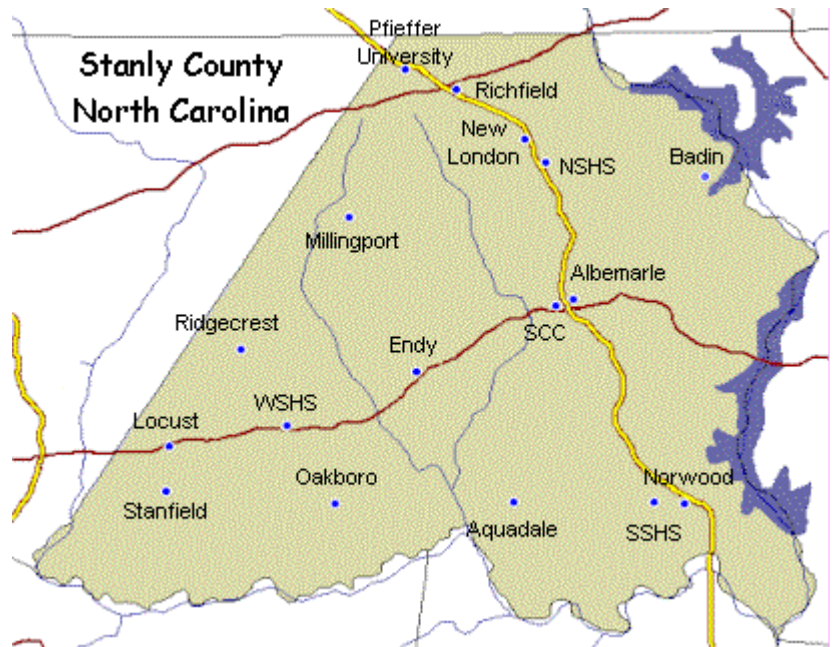 Pfieffer
University
Stanly County
North Carolina
Richfield
New
London
NSHS
Badin
Millingport
Albemarle
SCC
Ridgecrest
Endy
WSHS
Locust
Oakboro
Stanfield
Norwood
Aquadale
SSHS